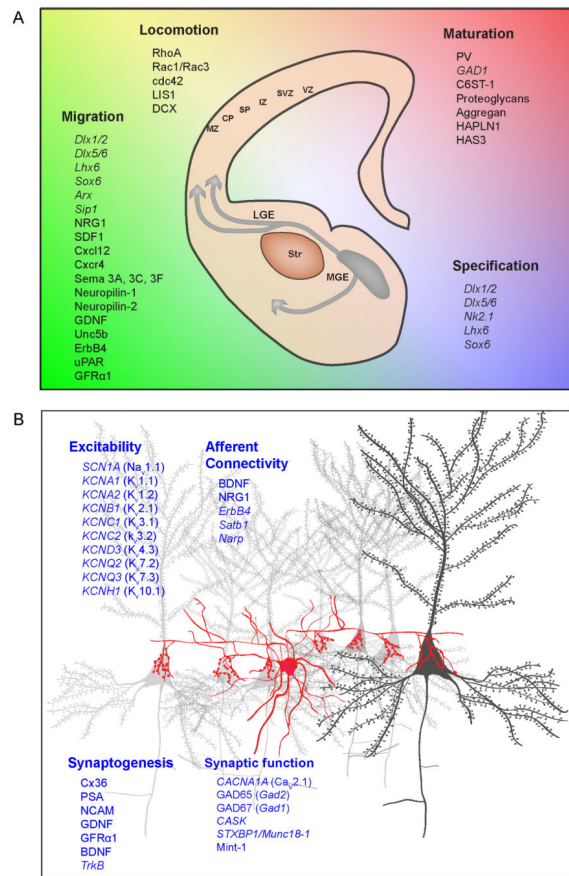 A
Locomotion
RhoA
Rac1/Rac3
cdc42
LIS1
DCX
Maturation
PV
GAD1
C6ST-1
Proteoglycans
Aggregan
HAPLN1
HAS3
Migration
Dlx1/2
Dlx5/6
Lhx6
Sox6
Arx
Sip1
NRG1
SDF1
Cxcl12
Cxcr4
Sema 3A, 3C, 3F
Neuropilin-1
Neuropilin-2
GDNF
Unc5b
ErbB4
uPAR
GFRα1
MZ
CP
SP
IZ
SVZ
VZ
LGE
Str
MGE
Specification
Dlx1/2
Dlx5/6
Nk2.1
Lhx6
Sox6
B
Excitability
SCN1A (Nav1.1)
KCNA1 (Kv1.1)
KCNA2 (Kv1.2)
KCNB1 (Kv2.1)
KCNC1 (Kv3.1)
KCNC2 (kv3.2)
KCND3 (Kv4.3)
KCNQ2 (Kv7.2)
KCNQ3 (Kv7.3)
KCNH1 (Kv10.1)
Afferent
Connectivity
BDNF
NRG1
ErbB4
Satb1
Narp
Synaptogenesis
Cx36
PSA
NCAM
GDNF
GFRα1
BDNF
TrkB
Synaptic function
CACNA1A (Cav2.1)
GAD65 (Gad2)
GAD67 (Gad1)
CASK
STXBP1/Munc18-1
Mint-1